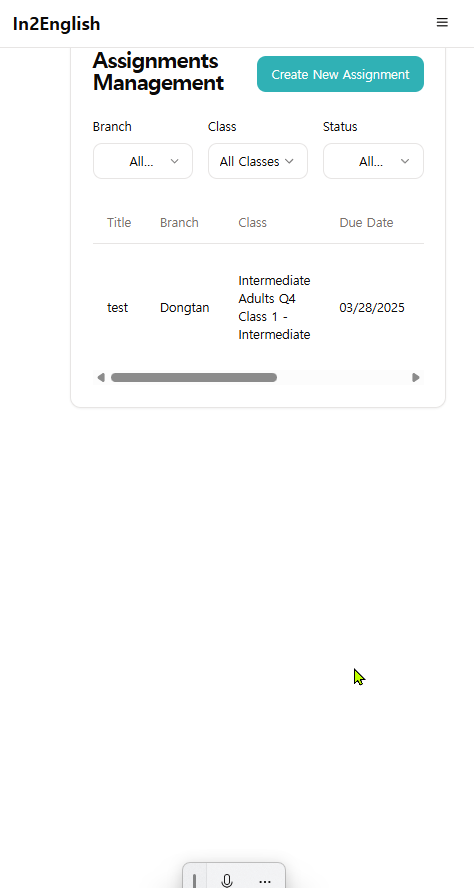 In2English
Assignments
Management
Create New Assignment
Branch
Class
Status
All...
All Classes
All...
Title
Branch
Class
Due Date
test
Dongtan
Intermediate
Adults Q4
Class 1 -
Intermediate
03/28/2025